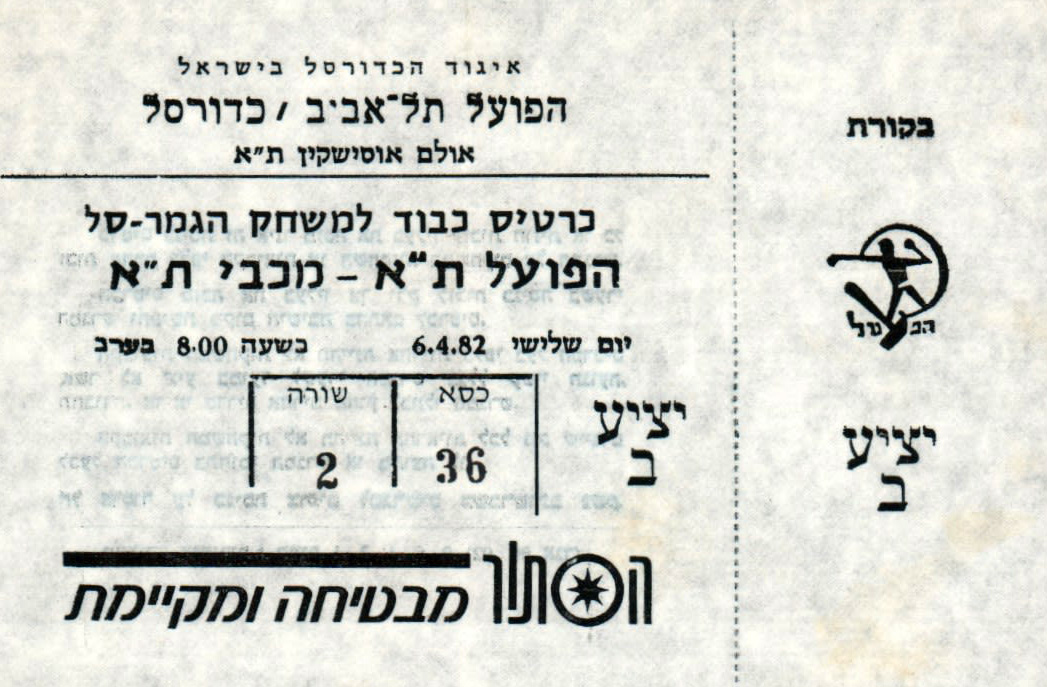 איגוד הכדורסל בישראל
הפועל תל־אביב / כדורסל
אולם אוסישקין ת״א
כרטיס כבוד למשחק הגמר-סל
הפועל ת״א - מכבי ת״א
יום שלישי 6.4.82 בשעה 8.00 בערב
יציע
ב
כסא
36
שורה
2
הסתור
מבטיחה ומקיימת
בקורת
הפועל
יציע
ב